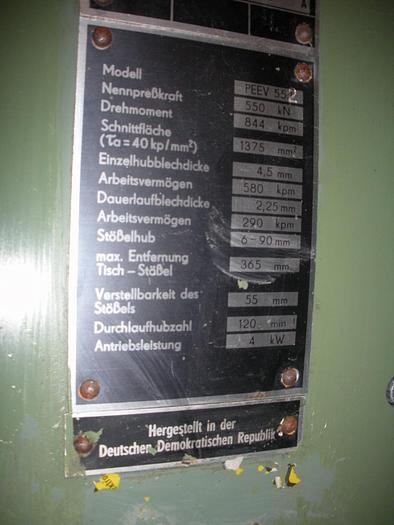 A
Modell PEEV 552
Nennpreßkraft 550 kN
Drehmoment 844 kpm
Schnittfläche
(τa = 40 kp/mm²) 1375 mm²
Einzelhubblechdicke 4,5 mm
Arbeitsvermögen 580 kpm
Dauerlaufblechdicke 2,25 mm
Arbeitsvermögen 290 kpm
Stößelhub 6 – 90 mm
max. Entfernung
Tisch – Stößel 365 mm
Verstellbarkeit des
Stößels 55 mm
Durchlaufhubzahl 120 min
Antriebsleistung 4 kW
Hergestellt in der
Deutschen Demokratischen Republik